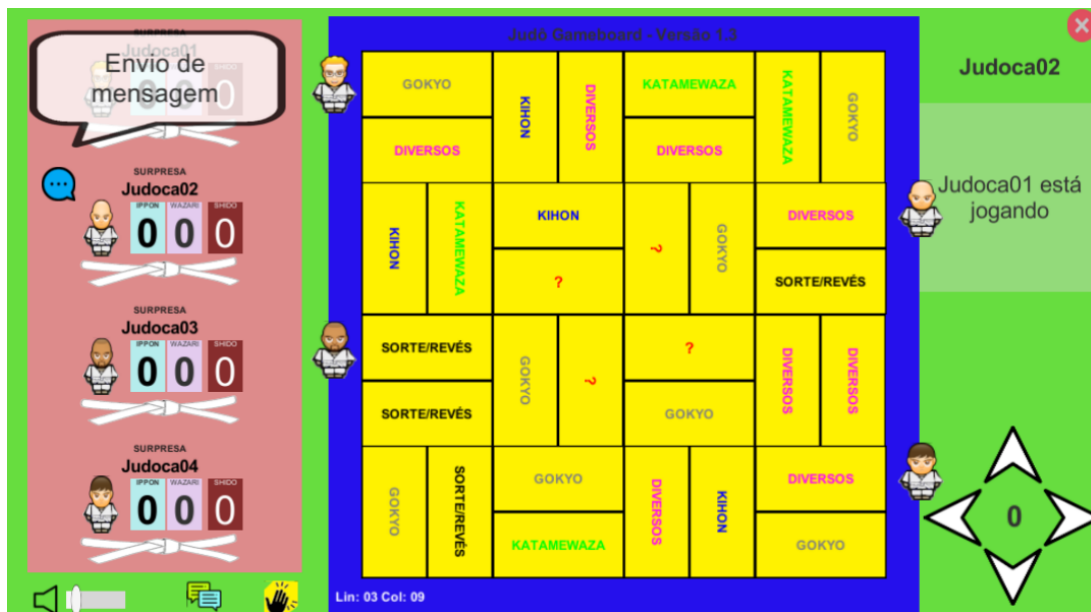 SURPRESA
Judoca01
Envio de
mensagem
0 0 0
SURPRESA
Judoca02
IPPON WAZARI SHIDO
0 0 0
SURPRESA
Judoca03
IPPON WAZARI SHIDO
0 0 0
SURPRESA
Judoca04
IPPON WAZARI SHIDO
0 0 0
Judô Gameboard - Versão 1.3
GOKYO
KIHON
DIVERSOS
KATAMEWAZA
KATAMEWAZA
GOKYO
DIVERSOS
DIVERSOS
KIHON
KATAMEWAZA
KIHON
?
GOKYO
DIVERSOS
?
SORTE/REVÉS
SORTE/REVÉS
GOKYO
?
?
DIVERSOS
DIVERSOS
SORTE/REVÉS
GOKYO
GOKYO
SORTE/REVÉS
GOKYO
DIVERSOS
KIHON
DIVERSOS
KATAMEWAZA
GOKYO
Lin: 03 Col: 09
Judoca02
Judoca01 está
jogando
0